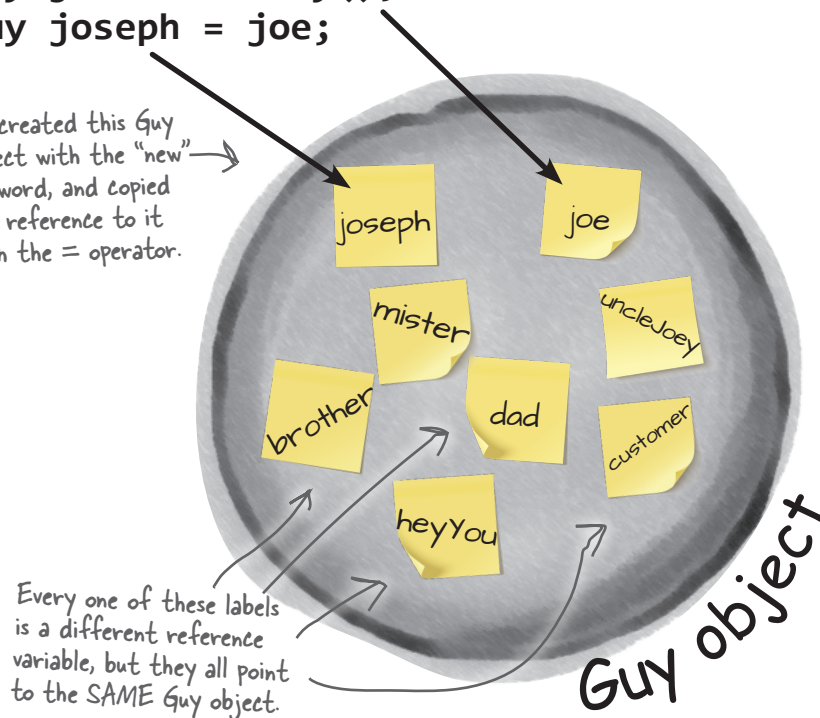 uy joseph = joe;
created this Guy
ect with the “new”
word, and copied
reference to it
the = operator.
joseph
joe
mister
uncleJoey
brother
dad
customer
heyYou
Every one of these labels
is a different reference
variable, but they all point
to the SAME Guy object.
Guy object